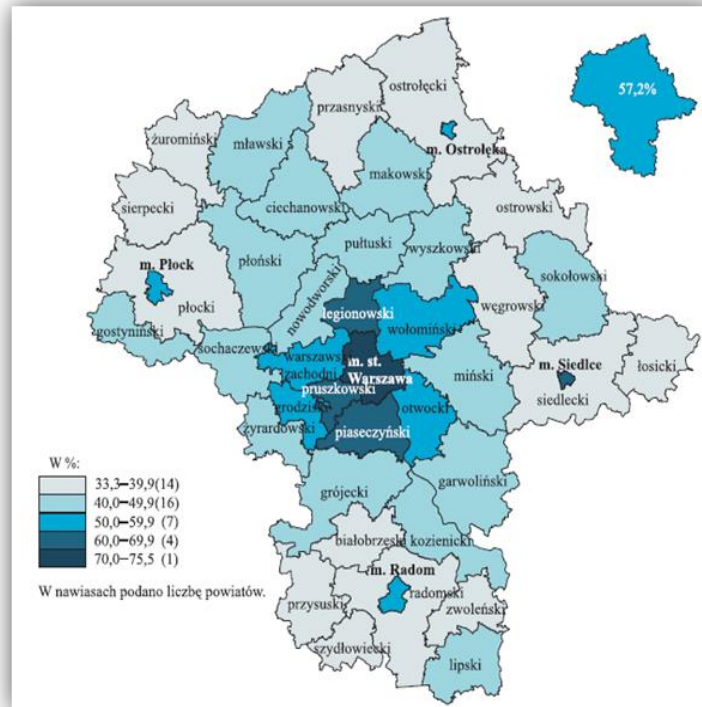 ostrołęcki
57,2%
przasnyski
żuromiński
mławski
m. Ostrołęka
makowski
sierpecki
ciechanowski
ostrowski
pułtuski
wyszkowski
m. Płock
płoński
sokołowski
nowodworski
węgrowski
płocki
legionowski
gostyniński
wołomiński
sochaczewski
warszaws
zachodni
m. st.
Warszawa
m. Siedlce
łosicki
miński
pruszkowski
siedlecki
grodzis
otwocki
żyrardowski
piaseczyński
garwoliński
grójecki
białobrzeski
kozienicki
m. Radom
radomski
przysuski
zwoleński
szydłowiecki
lipski
W %:
33,3–39,9(14)
40,0–49,9(16)
50,0–59,9 (7)
60,0–69,9 (4)
70,0–75,5 (1)
W nawiasach podano liczbę powiatów.